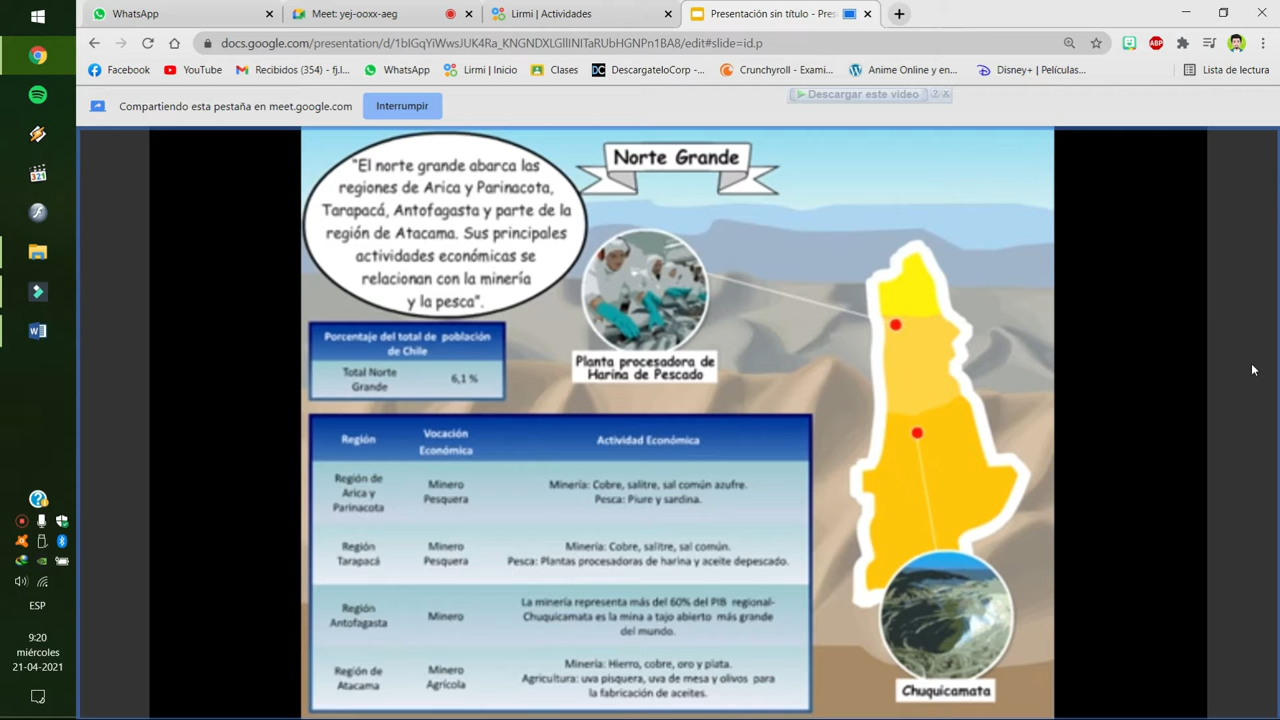 WhatsApp
Meet: yej-ooxx-aeg
Lirmi | Actividades
Presentación sin título - Pres
docs.google.com/presentation/d/
/edit#slide=id.p
ABP
Facebook
YouTube
Recibidos (354) - fj.l...
WhatsApp
Lirmi | Inicio
Clases
DescargateloCorp -...
Crunchyroll - Exami...
Anime Online y en...
Disney+ | Películas...
Lista de lectura
Compartiendo esta pestaña en meet.google.com
Interrumpir
Descargar este video
? X
Norte Grande
"El norte grande abarca las
regiones de Arica y Parinacota,
Tarapacá, Antofagasta y parte de la
región de Atacama. Sus principales
actividades económicas se
relacionan con la minería
y la pesca".
Planta procesadora de
Harina de Pescado
Porcentaje del total de población
de Chile
Total Norte
Grande
6,1 %
Región
Vocación
Económica
Actividad Económica
Región de
Arica y
Parinacota
Minero
Pesquera
Minería: Cobre, salitre, sal común azufre.
Pesca: Piure y sardina.
Región
Tarapacá
Minero
Pesquera
Minería: Cobre, salitre, sal común.
Pesca: Plantas procesadoras de harina y aceite depescado.
Región
Antofagasta
Minero
La minería representa más del 60% del PIB regional-
Chuquicamata es la mina a tajo abierto más grande
del mundo.
Región de
Atacama
Minero
Agrícola
Minería: Hierro, cobre, oro y plata.
Agricultura: uva pisquera, uva de mesa y olivos para
la fabricación de aceites.
Chuquicamata
321
W
ESP
9:20
miércoles
21-04-2021